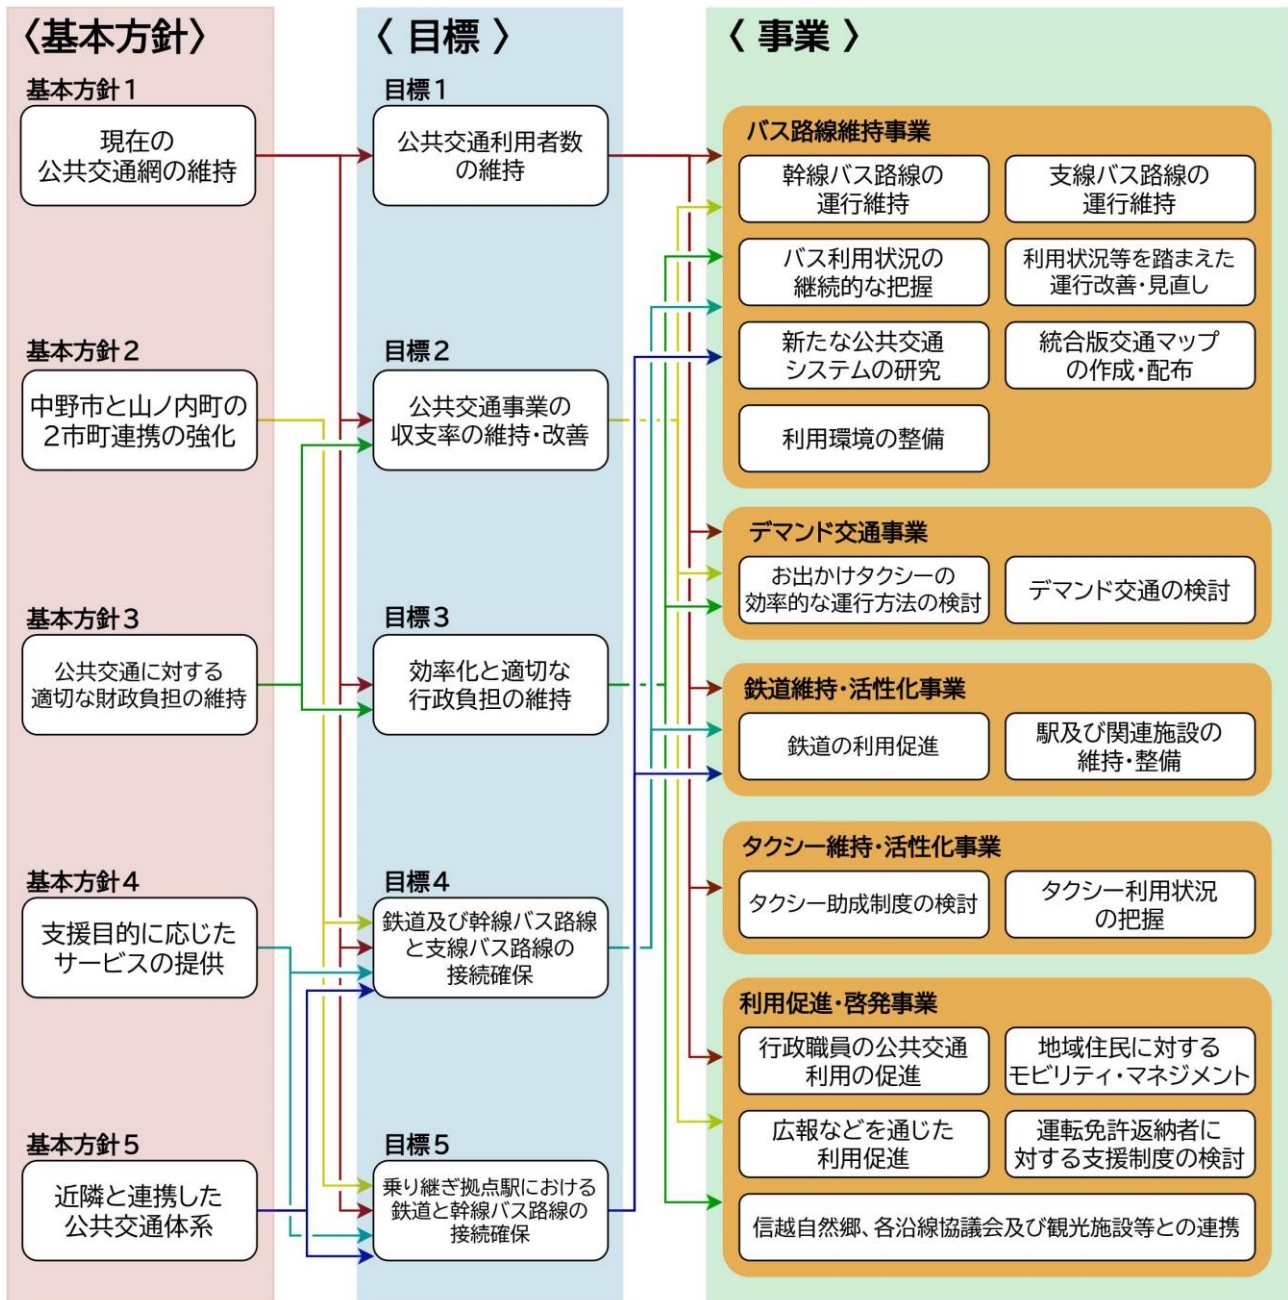 〈基本方針〉
基本方針1
現在の
公共交通網の維持
基本方針2
中野市と山ノ内町の
2市町連携の強化
基本方針3
公共交通に対する
適切な財政負担の維持
基本方針4
支援目的に応じた
サービスの提供
基本方針5
近隣と連携した
公共交通体系
〈 目標 〉
目標1
公共交通利用者数
の維持
目標2
公共交通事業の
収支率の維持・改善
目標3
効率化と適切な
行政負担の維持
目標4
鉄道及び幹線バス路線
と支線バス路線の
接続確保
目標5
乗り継ぎ拠点駅における
鉄道と幹線バス路線の
接続確保
〈 事業 〉
バス路線維持事業
幹線バス路線の
運行維持
支線バス路線の
運行維持
バス利用状況の
継続的な把握
利用状況等を踏まえた
運行改善・見直し
新たな公共交通
システムの研究
統合版交通マップ
の作成・配布
利用環境の整備
デマンド交通事業
お出かけタクシーの
効率的な運行方法の検討
デマンド交通の検討
鉄道維持・活性化事業
鉄道の利用促進
駅及び関連施設の
維持・整備
タクシー維持・活性化事業
タクシー助成制度の検討
タクシー利用状況
の把握
利用促進・啓発事業
行政職員の公共交通
利用の促進
地域住民に対する
モビリティ・マネジメント
広報などを通じた
利用促進
運転免許返納者に
対する支援制度の検討
信越自然郷、各沿線協議会及び観光施設等との連携